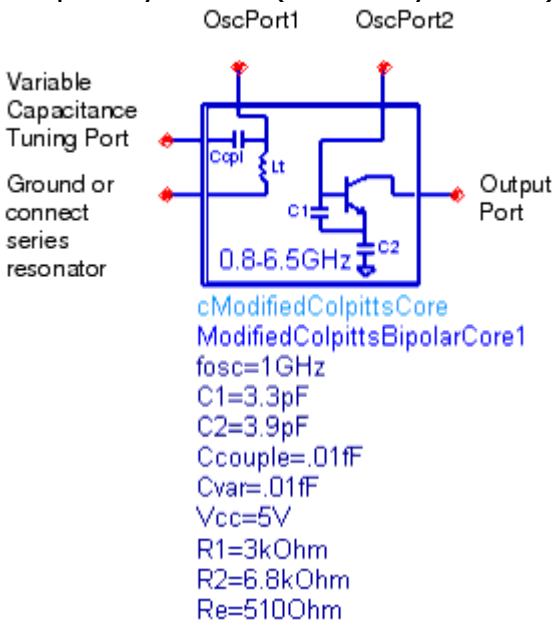 OscPort1 OscPort2
Variable
Capacitance
Tuning Port
Ground or
connect
series
resonator
Ccpl
Lt
C1
C2
Output
Port
0.8-6.5GHz
cModifiedColpittsCore
ModifiedColpittsBipolarCore1
fosc=1GHz
C1=3.3pF
C2=3.9pF
Ccouple=.01fF
Cvar=.01fF
Vcc=5V
R1=3kOhm
R2=6.8kOhm
Re=510Ohm